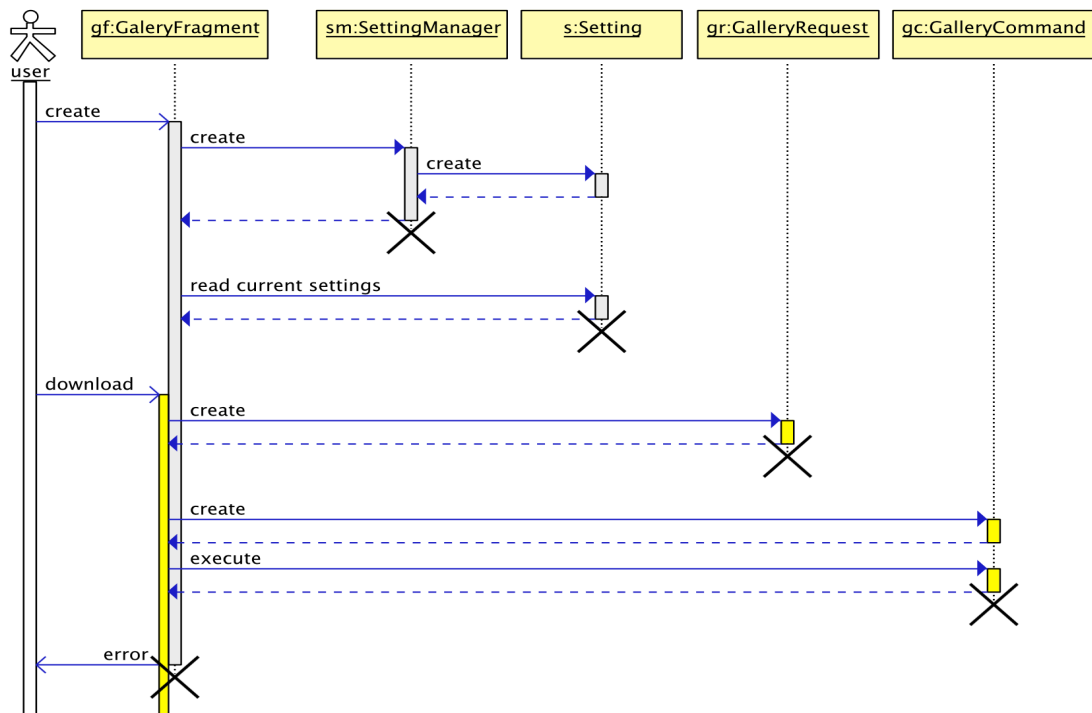 gf:GaleryFragment
sm:SettingManager
s:Setting
gr:GalleryRequest
gc:GalleryCommand
user
create
create
create
read current settings
download
create
create
execute
error